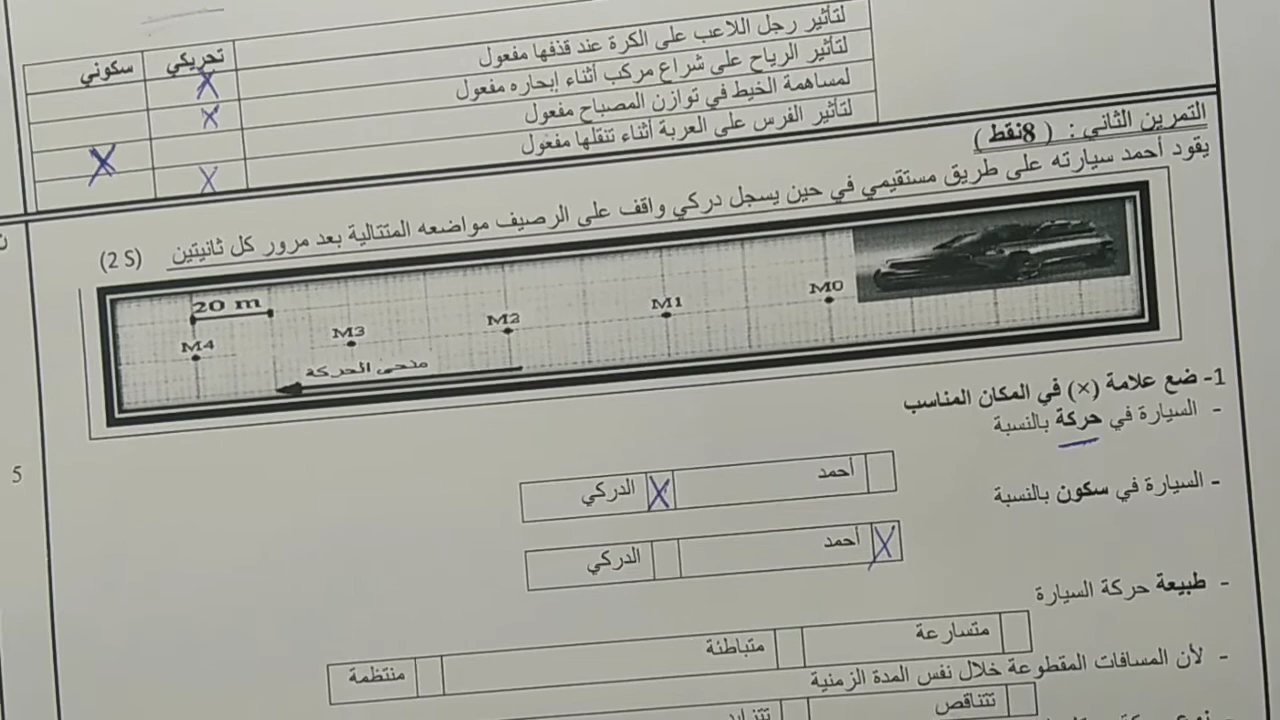 تحريكي سكوني
لتأثير رجل اللاعب على الكرة عند قذفها مفعول X
لتأثير الرياح على شراع مركب أثناء إبحاره مفعول X
لمساهمة الخيط في توازن المصباح مفعول X
لتأثير الفرس على العربة أثناء تنقلها مفعول X
التمرين الثاني : ( 8نقط )
يقود أحمد سيارته على طريق مستقيمي في حين يسجل دركي واقف على الرصيف مواضعه المتتالية بعد مرور كل ثانيتين (2 S)
20 m
M4 M3 M2 M1 M0
منحى الحركة
1- ضع علامة (×) في المكان المناسب
- السيارة في حركة بالنسبة
أحمد X الدركي
5
- السيارة في سكون بالنسبة
X أحمد الدركي
- طبيعة حركة السيارة
متسارعة متباطئة منتظمة
- لأن المسافات المقطوعة خلال نفس المدة الزمنية
تتناقص تتزايد